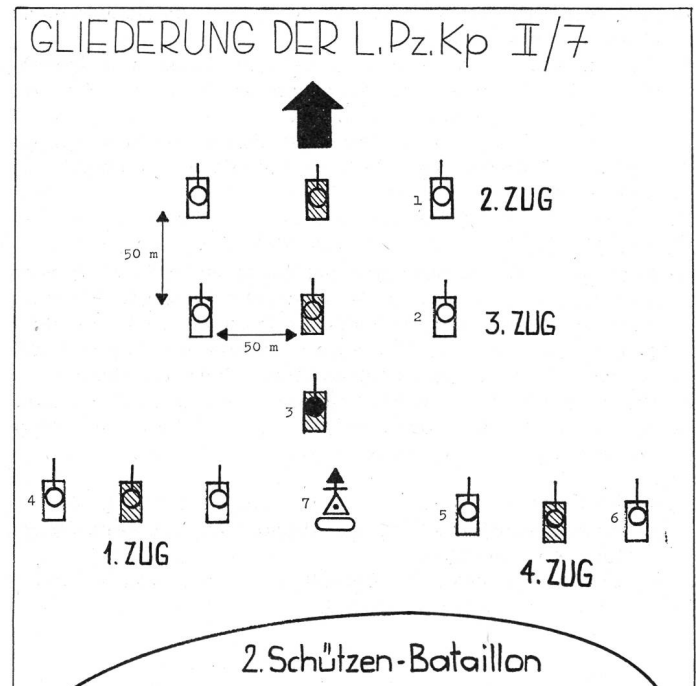 GLIEDERUNG DER L.Pz.Kp II/7
1
2. ZUG
50 m
2
3. ZUG
50 m
3
4
7
5
6
1. ZUG
4. ZUG
2. Schützen-Bataillon